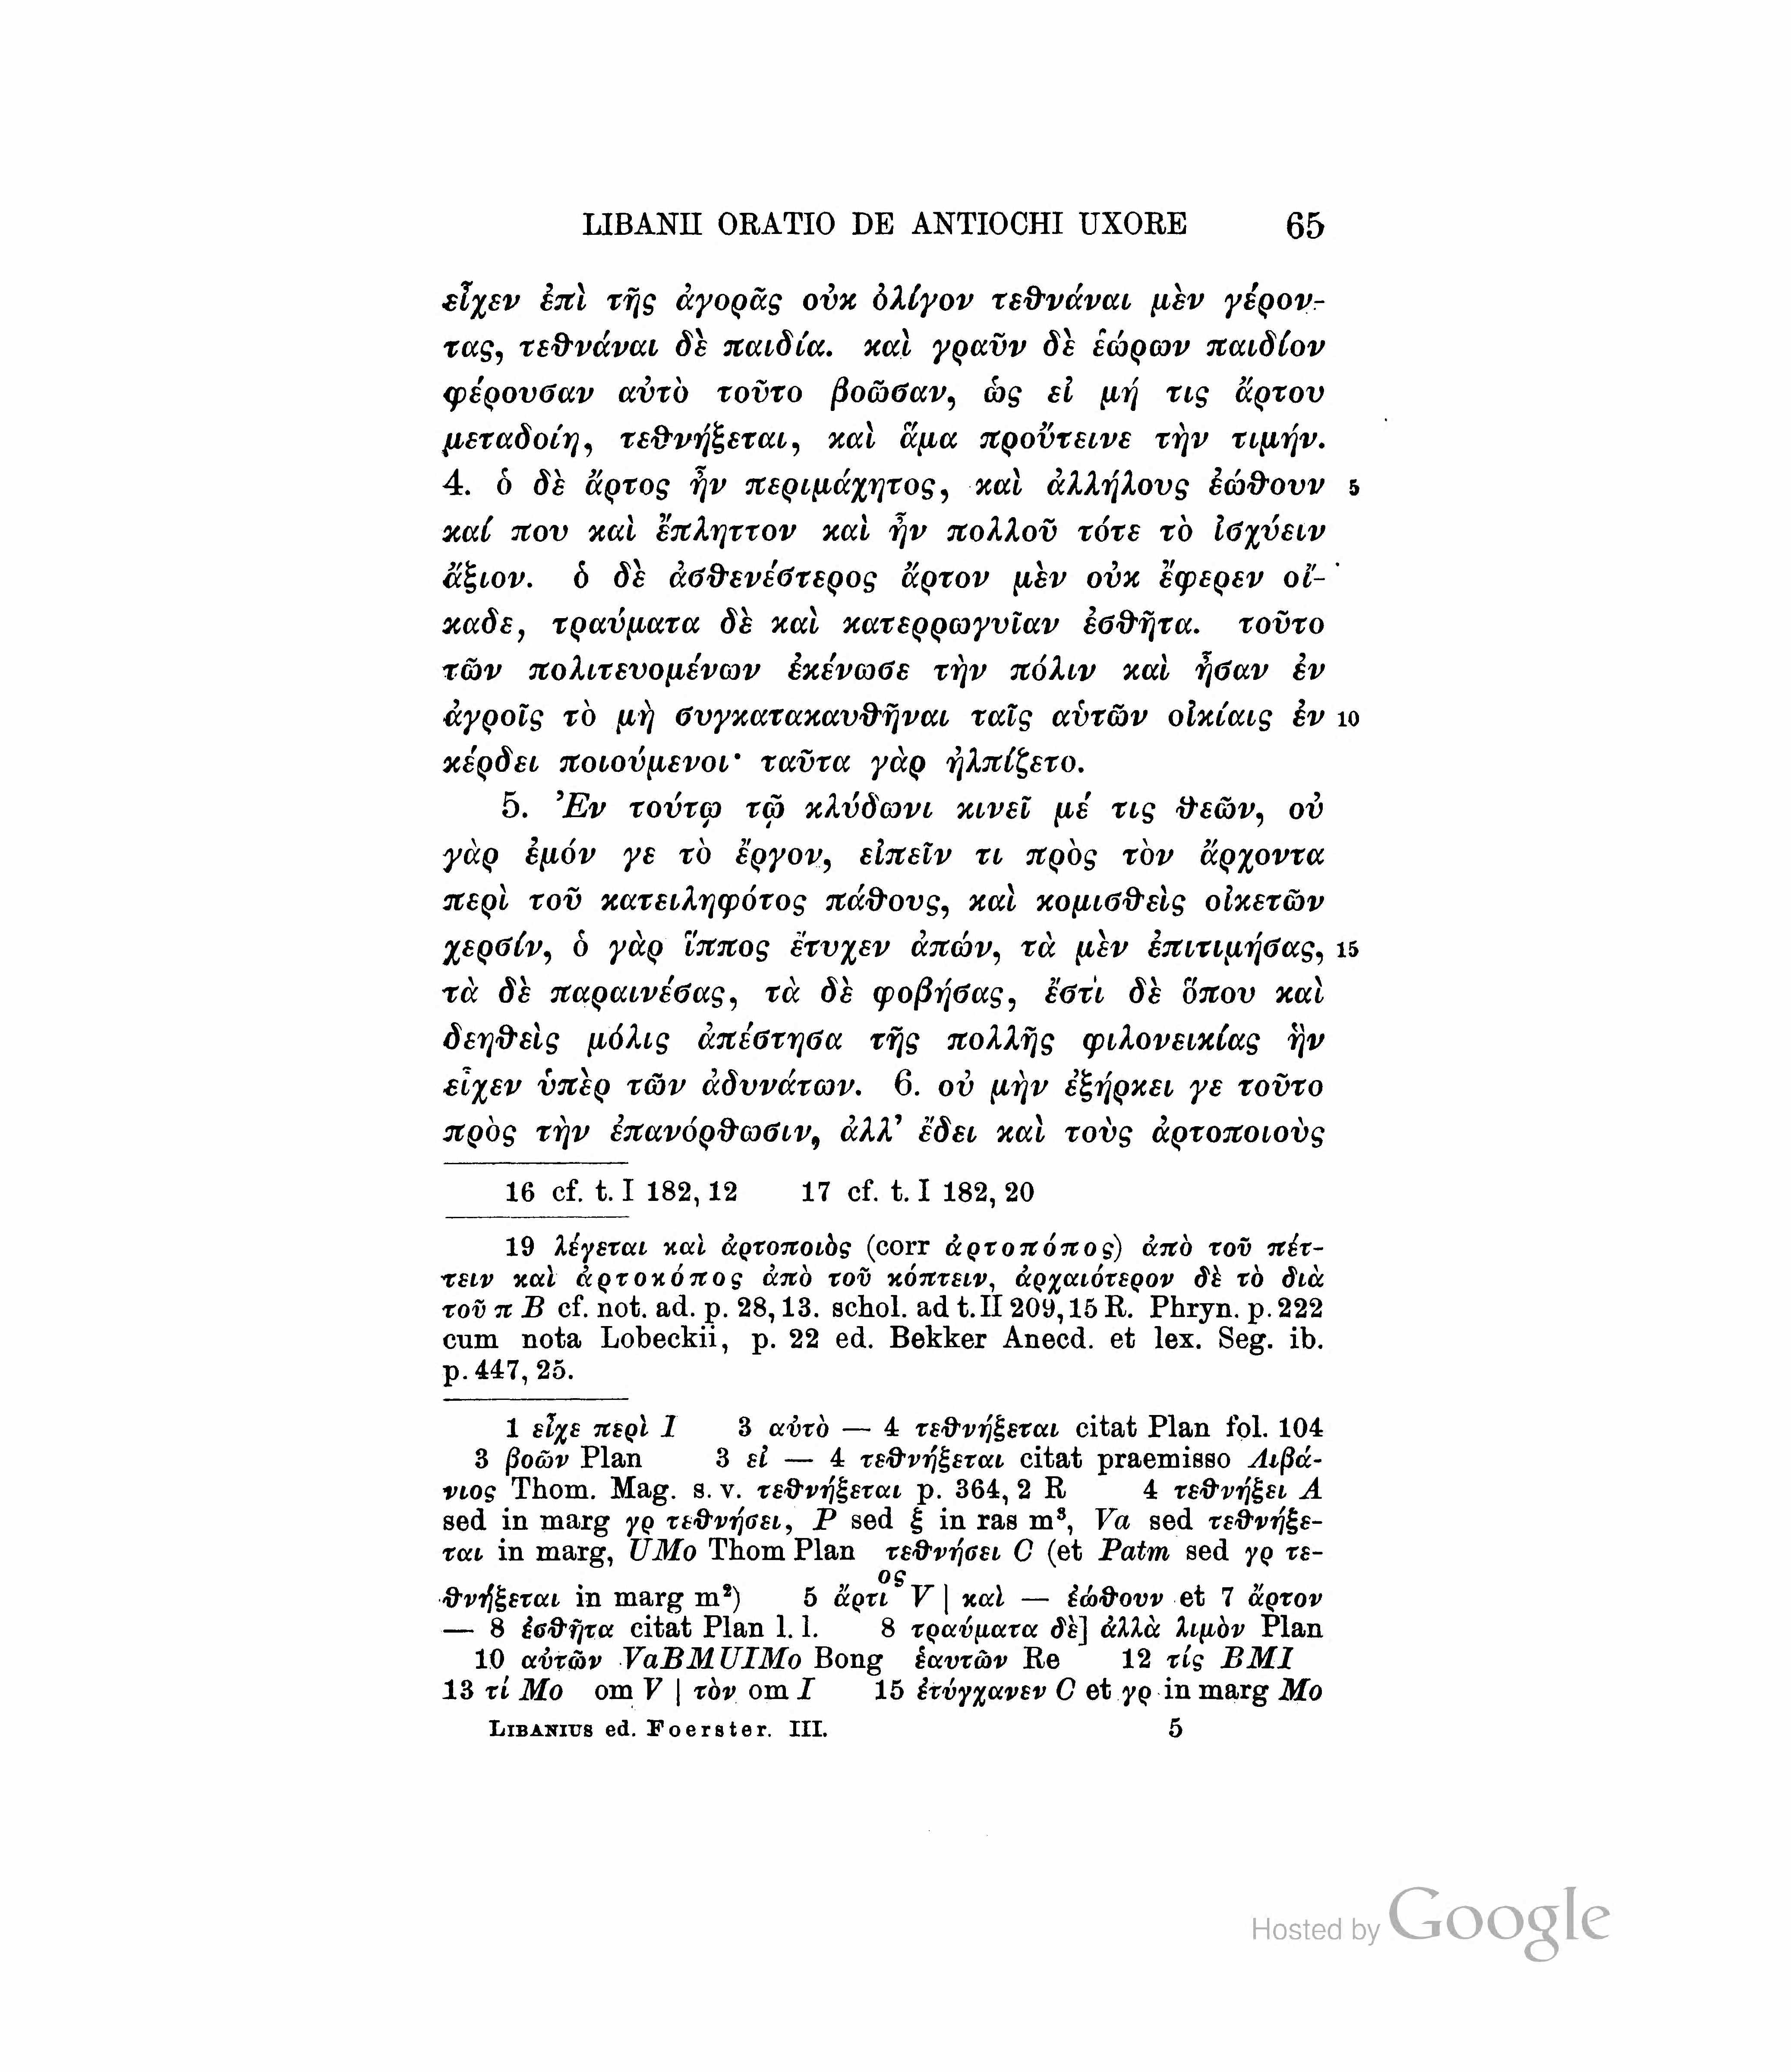 LIBANII ORATIO DE ANTIOCHI UXORE 65
εἶχεν ἐπὶ τῆς ἀγορᾶς οὐκ ὀλίγον τεθνάναι μὲν γέρον-
τας, τεθνάναι δὲ παιδία. καὶ γραῦν δὲ ἑώρων παιδίον
φέρουσαν αὐτὸ τοῦτο βοῶσαν, ὡς εἰ μή τις ἄρτου
μεταδοίη, τεθνήξεται, καὶ ἅμα προὔτεινε τὴν τιμήν.
4. ὁ δὲ ἄρτος ἦν περιμάχητος, καὶ ἀλλήλους ἐώθουν 5
καί που καὶ ἔπληττον καὶ ἦν πολλοῦ τότε τὸ ἰσχύειν
ἄξιον. ὁ δὲ ἀσθενέστερος ἄρτον μὲν οὐκ ἔφερεν οἴ-
καδε, τραύματα δὲ καὶ κατερρωγυῖαν ἐσθῆτα. τοῦτο
τῶν πολιτευομένων ἐκένωσε τὴν πόλιν καὶ ἦσαν ἐν
ἀγροῖς τὸ μὴ συγκατακαυθῆναι ταῖς αὑτῶν οἰκίαις ἐν 10
κέρδει ποιούμενοι· ταῦτα γὰρ ἠλπίζετο.
5. Ἐν τούτῳ τῷ κλύδωνι κινεῖ μέ τις θεῶν, οὐ
γὰρ ἐμόν γε τὸ ἔργον, εἰπεῖν τι πρὸς τὸν ἄρχοντα
περὶ τοῦ κατειληφότος πάθους, καὶ κομισθεὶς οἰκετῶν
χερσίν, ὁ γὰρ ἵππος ἔτυχεν ἀπών, τὰ μὲν ἐπιτιμήσας, 15
τὰ δὲ παραινέσας, τὰ δὲ φοβήσας, ἔστι δὲ ὅπου καὶ
δεηθεὶς μόλις ἀπέστησα τῆς πολλῆς φιλονεικίας ἣν
εἶχεν ὑπὲρ τῶν ἀδυνάτων. 6. οὐ μὴν ἐξήρκει γε τοῦτο
πρὸς τὴν ἐπανόρθωσιν, ἀλλ’ ἔδει καὶ τοὺς ἀρτοποιοὺς
16 cf. t. I 182, 12 17 cf. t. I 182, 20
19 λέγεται καὶ ἀρτοποιὸς (corr ἀρτοπόπος) ἀπὸ τοῦ πέτ-
τειν καὶ ἀρτοκόπος ἀπὸ τοῦ κόπτειν, ἀρχαιότερον δὲ τὸ διὰ
τοῦ π B cf. not. ad. p. 28, 13. schol. ad t. II 209, 15 R. Phryn. p. 222
cum nota Lobeckii, p. 22 ed. Bekker Anecd. et lex. Seg. ib.
p. 447, 25.
1 εἶχε περὶ I 3 αὐτὸ — 4 τεθνήξεται citat Plan fol. 104
3 βοῶν Plan 3 εἰ — 4 τεθνήξεται citat praemisso Λιβά-
νιος Thom. Mag. s. v. τεθνήξεται p. 364, 2 R 4 τεθνήξει A
sed in marg γρ τεθνήσει, P sed ξ in ras m³, Va sed τεθνήξε-
ται in marg, UMo Thom Plan τεθνήσει C (et Patm sed γρ τε-
θνήξεται in marg m²) 5 ἄρτι<sup>ος</sup> V | καὶ — ἐώθουν et 7 ἄρτον
— 8 ἐσθῆτα citat Plan l. l. 8 τραύματα δὲ] ἀλλὰ λιμὸν Plan
10 αὐτῶν VaBMUIMo Bong ἑαυτῶν Re 12 τίς BMI
13 τί Mo om V | τὸν om I 15 ἐτύγχανεν C et γρ in marg Mo
LIBANIUS ed. Foerster. III. 5
Hosted by Google